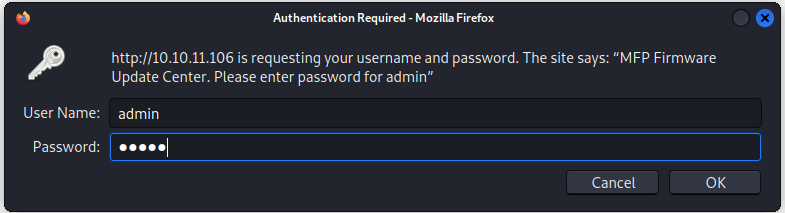 Authentication Required - Mozilla Firefox
http://10.10.11.106 is requesting your username and password. The site says: “MFP Firmware
Update Center. Please enter password for admin”
User Name: admin
Password: ●●●●●
Cancel OK